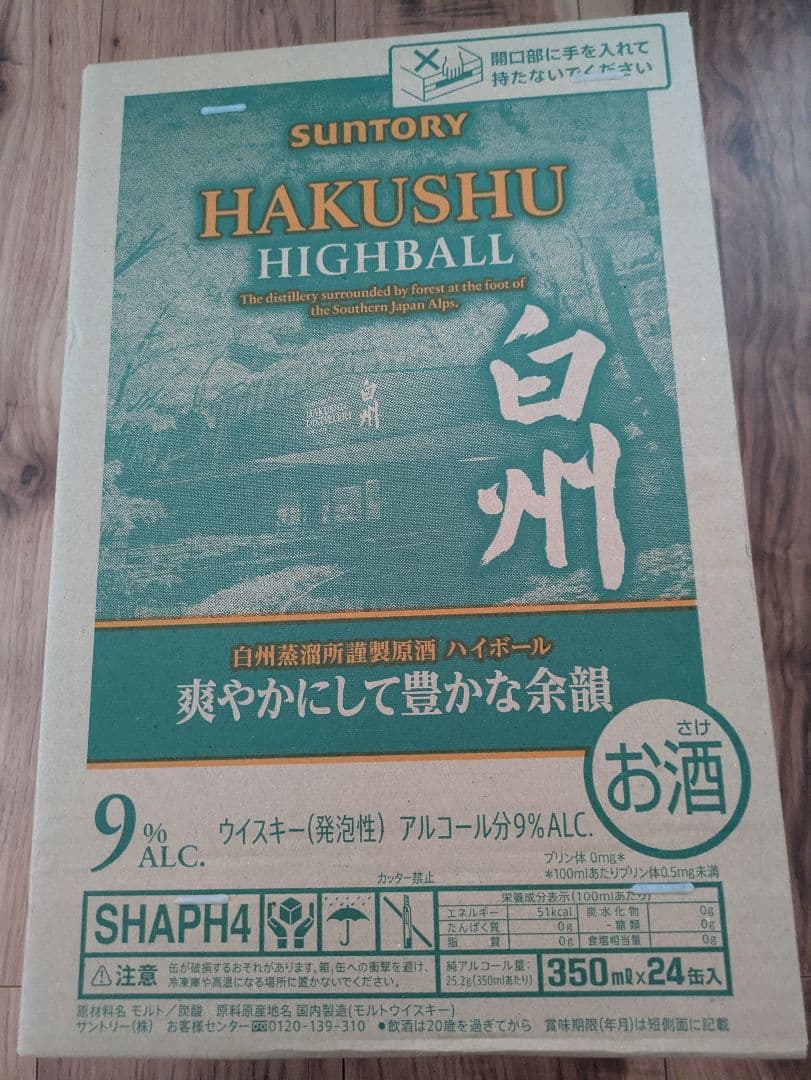 開口部に手を入れて
持たないでください
SUNTORY
HAKUSHU
HIGHBALL
The distillery surrounded by forest at the foot of
the Southern Japan Alps.
白州
白州
HAKUSHU
DISTILLERY
白州蒸溜所謹製原酒 ハイボール
爽やかにして豊かな余韻
さけ
お酒
9%
ALC.
ウイスキー(発泡性) アルコール分9%ALC.
プリン体 0mg*
*100mlあたりプリン体0.5mg未満
カッター禁止
SHAPH4
栄養成分表示(100mlあたり)
エネルギー 51kcal 炭水化物 0g
たんぱく質 0g -糖類 0g
脂質 0g 食塩相当量 0g
⚠注意 缶が破損するおそれがあります。箱、缶への衝撃を避け、
冷凍庫や高温になる場所に置かないでください。
純アルコール量:
25.2g(350mlあたり)
350ml×24缶入
原材料名 モルト/炭酸 原料原産地名 国内製造(モルトウイスキー)
サントリー(株) お客様センター 0120-139-310 ●飲酒は20歳を過ぎてから 賞味期限(年月)は短側面に記載